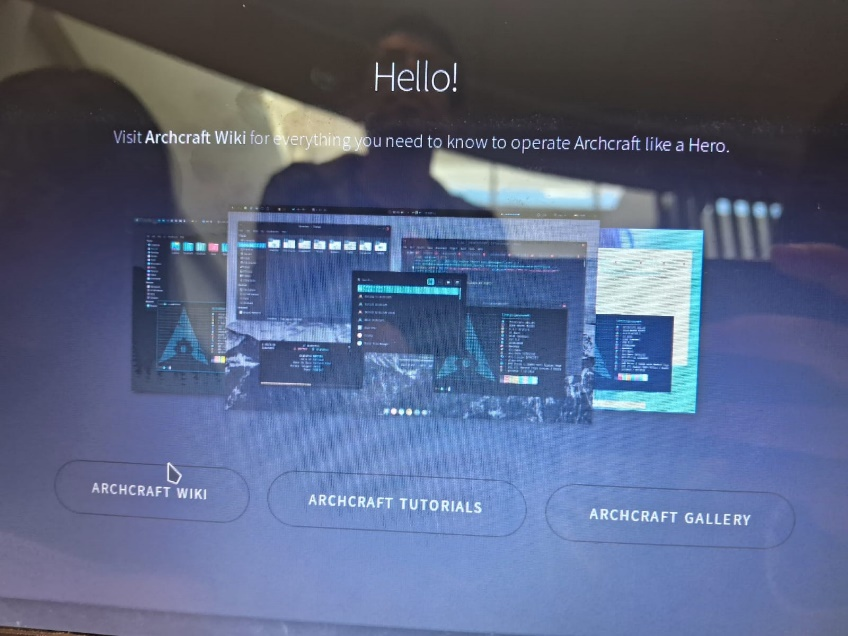 Hello!
Visit Archcraft Wiki for everything you need to know to operate Archcraft like a Hero.
ARCHCRAFT WIKI
ARCHCRAFT TUTORIALS
ARCHCRAFT GALLERY